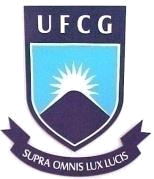 UFCG
SUPRA OMNIS LUX LUCIS